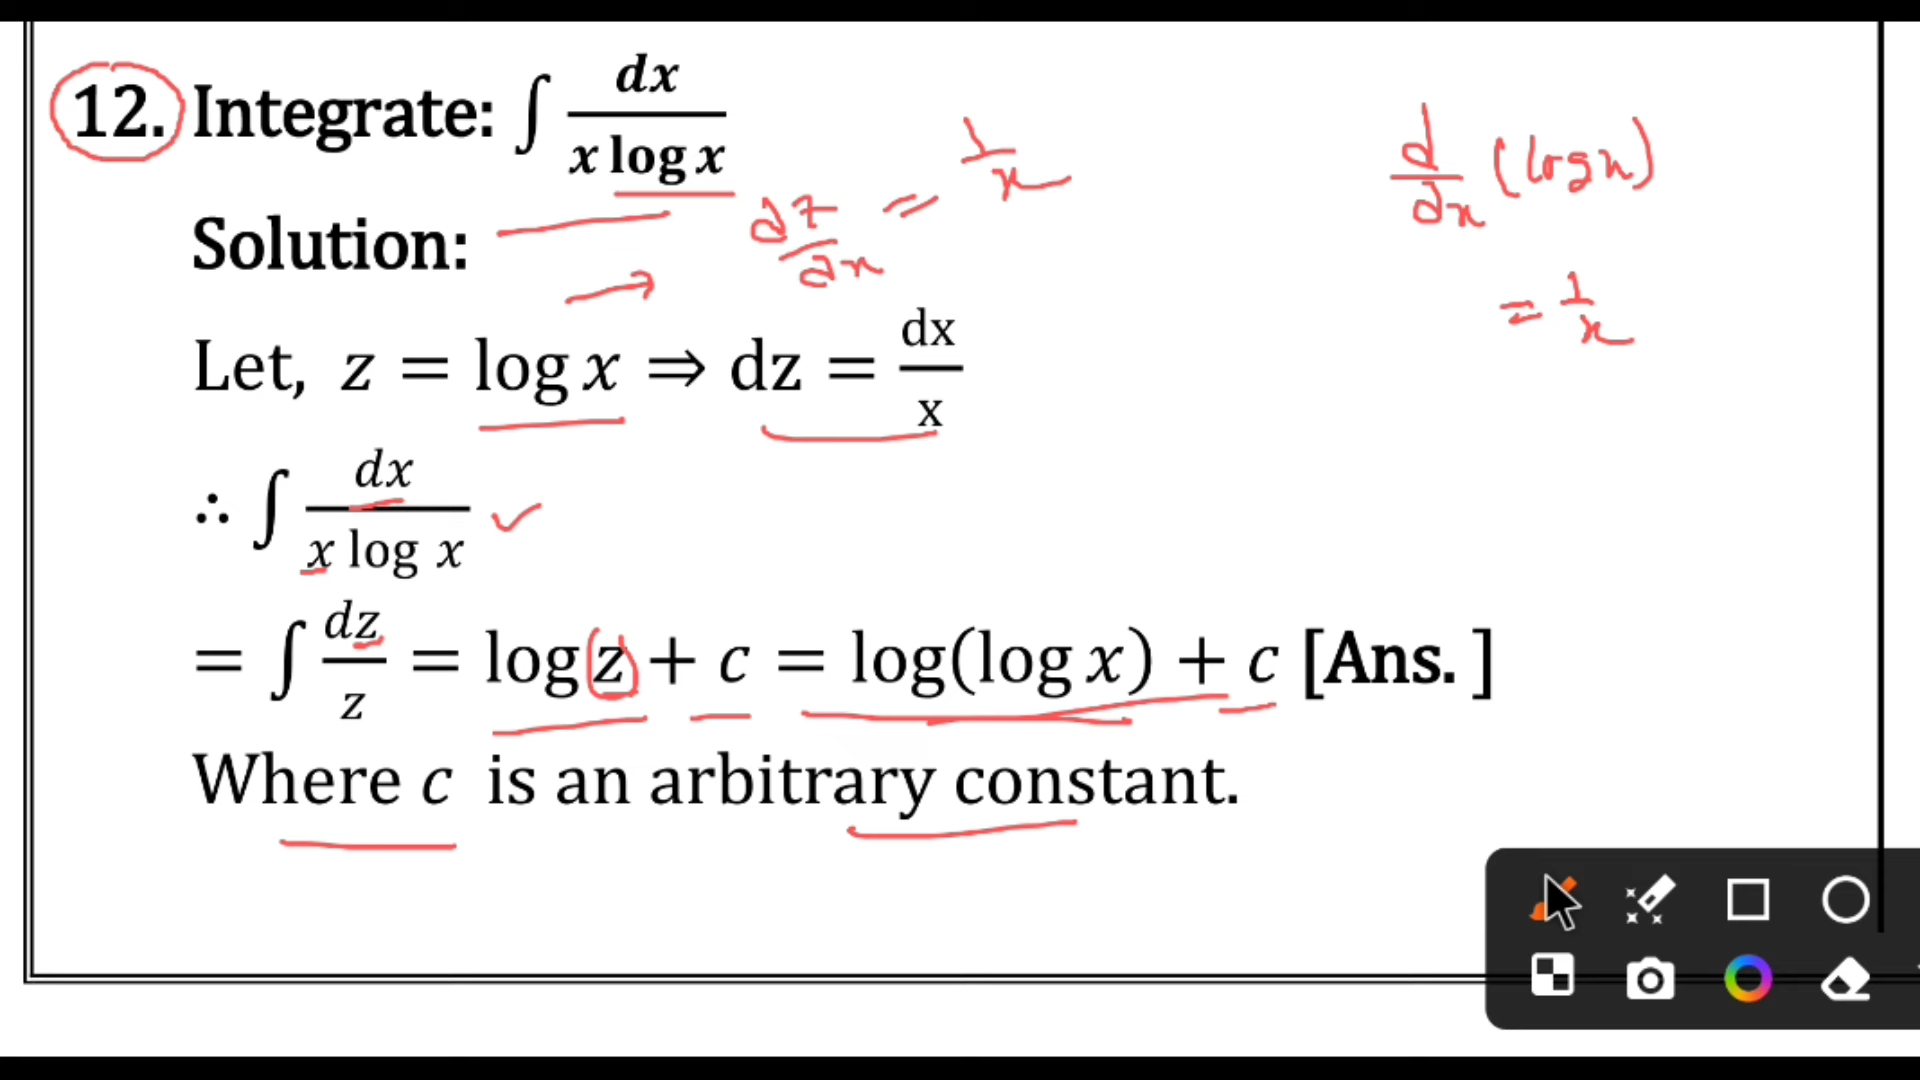 12. Integrate: ∫ dx / (x log x)
Solution:
dz/dx = 1/x
d/dx (log x)
= 1/x
Let, z = log x ⇒ dz = dx/x
∴ ∫ dx / (x log x)
= ∫ dz/z = log(z) + c = log(log x) + c [Ans. ]
Where c is an arbitrary constant.